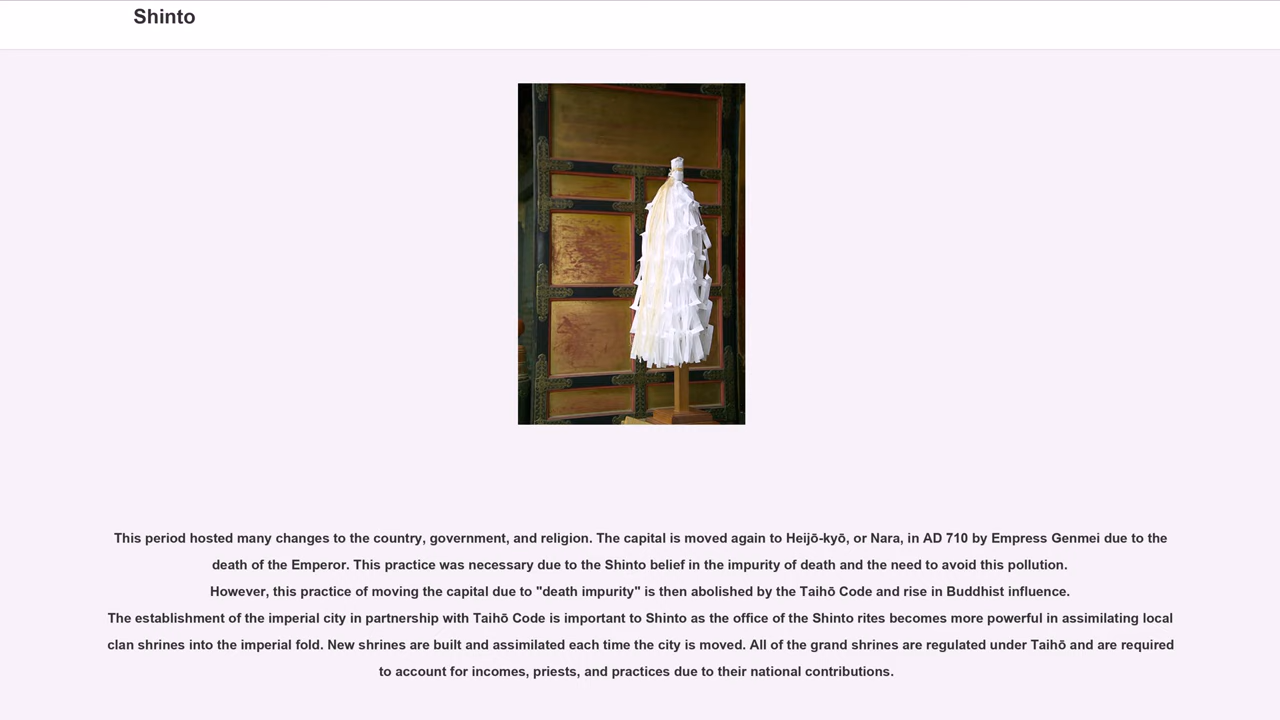 Shinto
This period hosted many changes to the country, government, and religion. The capital is moved again to Heijō-kyō, or Nara, in AD 710 by Empress Genmei due to the
death of the Emperor. This practice was necessary due to the Shinto belief in the impurity of death and the need to avoid this pollution.
However, this practice of moving the capital due to "death impurity" is then abolished by the Taihō Code and rise in Buddhist influence.
The establishment of the imperial city in partnership with Taihō Code is important to Shinto as the office of the Shinto rites becomes more powerful in assimilating local
clan shrines into the imperial fold. New shrines are built and assimilated each time the city is moved. All of the grand shrines are regulated under Taihō and are required
to account for incomes, priests, and practices due to their national contributions.